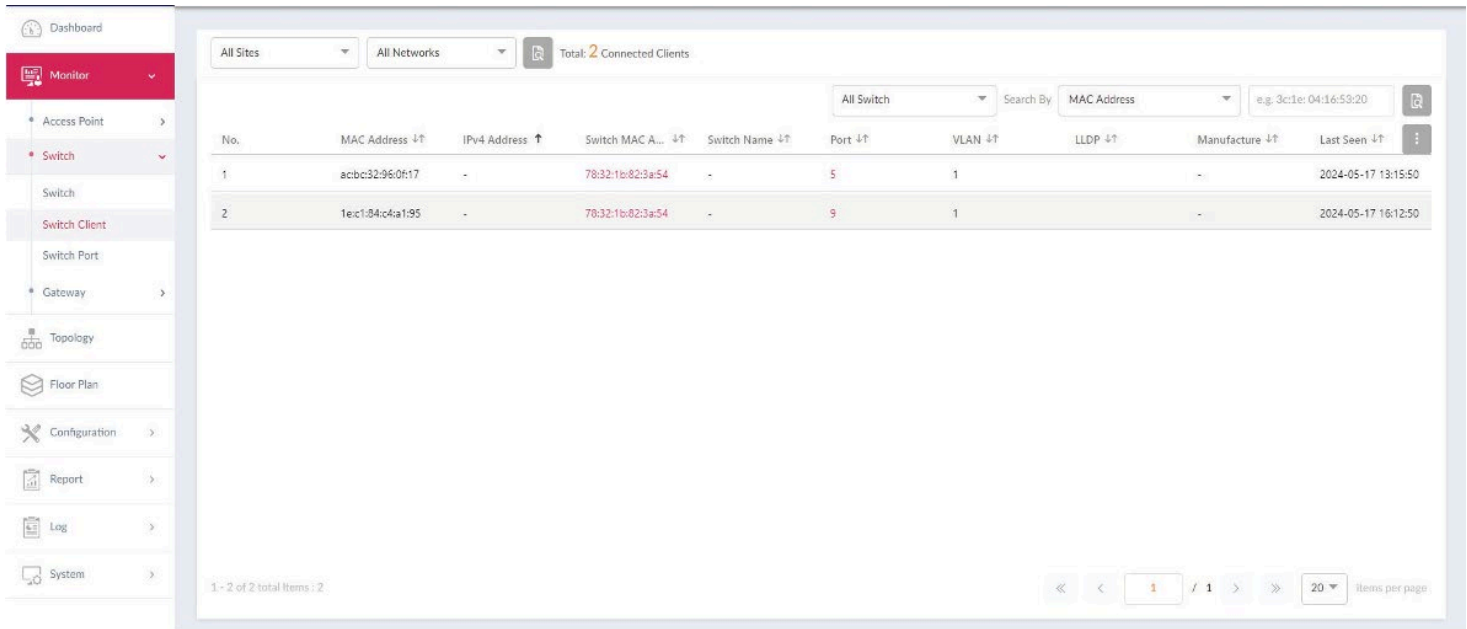 Dashboard
Monitor
Access Point
Switch
Switch
Switch Client
Switch Port
Gateway
Topology
Floor Plan
Configuration
Report
Log
System
All Sites All Networks Total: 2 Connected Clients
All Switch Search By MAC Address e.g. 3c:1e: 04:16:53:20
No. MAC Address IPv4 Address Switch MAC A... Switch Name Port VLAN LLDP Manufacture Last Seen
1 ac:bc:32:96:0f:17 - 78:32:1b:82:3a:54 - 5 1 - 2024-05-17 13:15:50
2 1e:c1:84:c4:a1:95 - 78:32:1b:82:3a:54 - 9 1 - 2024-05-17 16:12:50
1 - 2 of 2 total items : 2 1 / 1 20 items per page